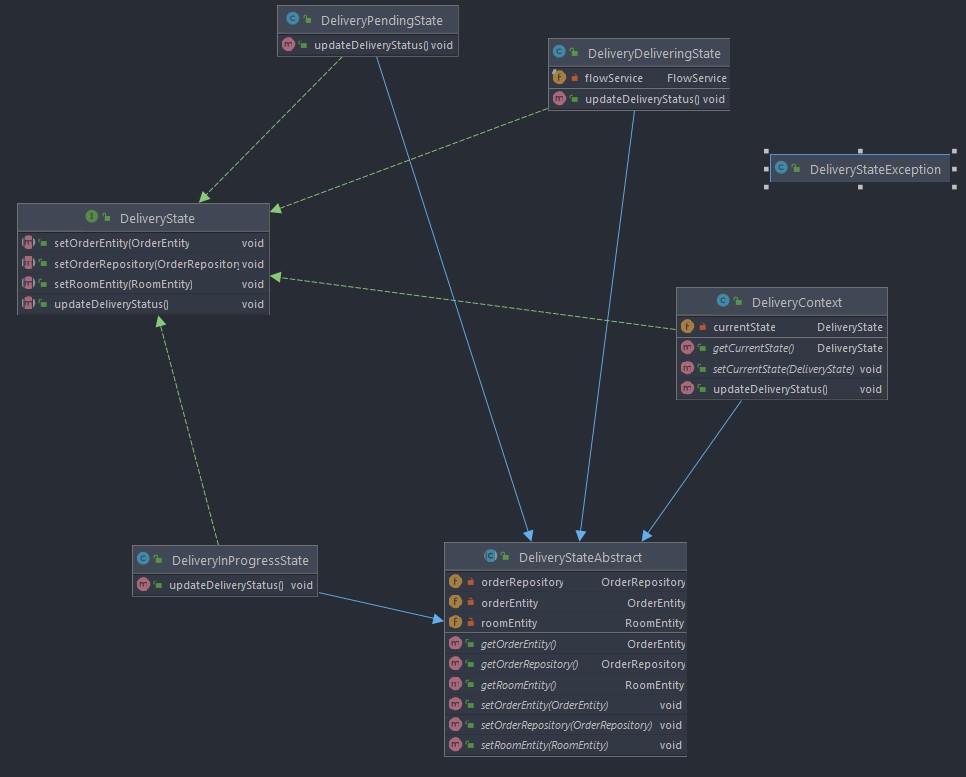 DeliveryPendingState
updateDeliveryStatus() void
DeliveryDeliveringState
flowService FlowService
updateDeliveryStatus() void
DeliveryStateException
DeliveryState
setOrderEntity(OrderEntity void
setOrderRepository(OrderRepository void
setRoomEntity(RoomEntity) void
updateDeliveryStatus() void
DeliveryContext
currentState DeliveryState
getCurrentState() DeliveryState
setCurrentState(DeliveryState) void
updateDeliveryStatus() void
DeliveryInProgressState
updateDeliveryStatus() void
DeliveryStateAbstract
orderRepository OrderRepository
orderEntity OrderEntity
roomEntity RoomEntity
getOrderEntity() OrderEntity
getOrderRepository() OrderRepository
getRoomEntity() RoomEntity
setOrderEntity(OrderEntity) void
setOrderRepository(OrderRepository) void
setRoomEntity(RoomEntity) void